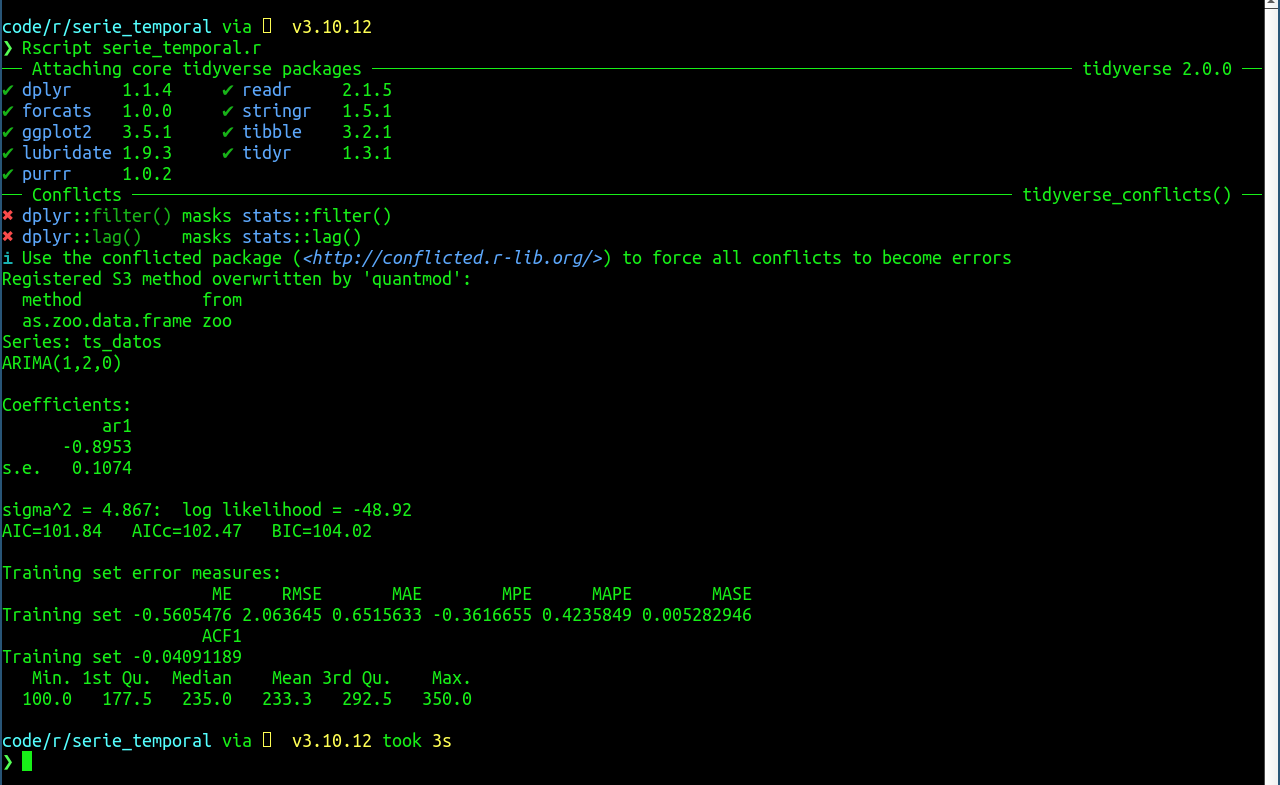 code/r/serie_temporal via  v3.10.12
❯ Rscript serie_temporal.r
── Attaching core tidyverse packages ──────────────── tidyverse 2.0.0 ──
✔ dplyr     1.1.4     ✔ readr     2.1.5
✔ forcats   1.0.0     ✔ stringr   1.5.1
✔ ggplot2   3.5.1     ✔ tibble    3.2.1
✔ lubridate 1.9.3     ✔ tidyr     1.3.1
✔ purrr     1.0.2
── Conflicts ──────────────── tidyverse_conflicts() ──
✖ dplyr::filter() masks stats::filter()
✖ dplyr::lag()    masks stats::lag()
ℹ Use the conflicted package (<http://conflicted.r-lib.org/>) to force all conflicts to become errors
Registered S3 method overwritten by 'quantmod':
  method            from
  as.zoo.data.frame zoo
Series: ts_datos
ARIMA(1,2,0)
Coefficients:
          ar1
      -0.8953
s.e.   0.1074
sigma^2 = 4.867:  log likelihood = -48.92
AIC=101.84   AICc=102.47   BIC=104.02
Training set error measures:
                     ME     RMSE       MAE        MPE      MAPE        MASE
Training set -0.5605476 2.063645 0.6515633 -0.3616655 0.4235849 0.005282946
                    ACF1
Training set -0.04091189
   Min. 1st Qu.  Median    Mean 3rd Qu.    Max.
  100.0   177.5   235.0   233.3   292.5   350.0
code/r/serie_temporal via  v3.10.12 took 3s
❯